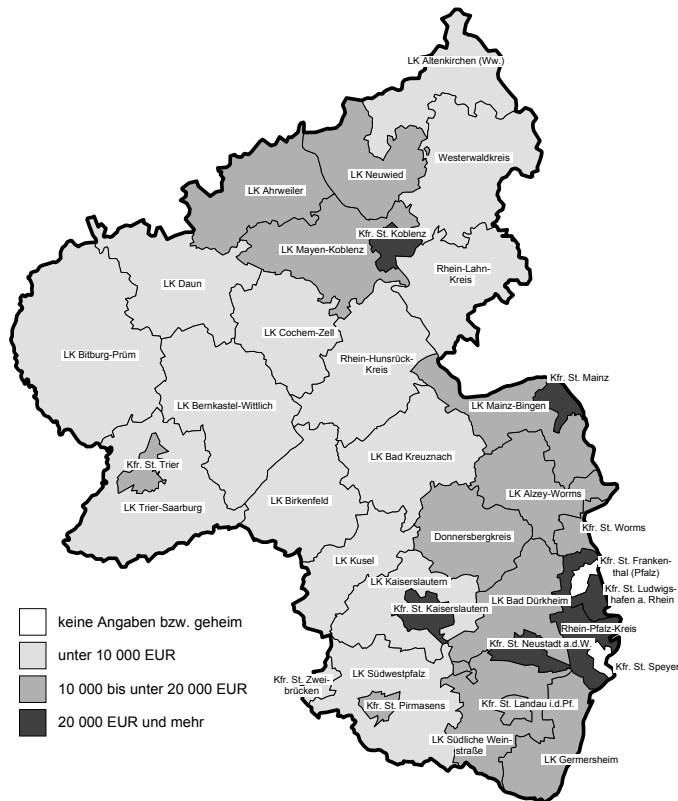 LK Altenkirchen (Ww.)
Westerwaldkreis
LK Neuwied
LK Ahrweiler
Kfr. St. Koblenz
LK Mayen-Koblenz
Rhein-Lahn-
Kreis
LK Daun
LK Cochem-Zell
LK Bitburg-Prüm
Rhein-Hunsrück-
Kreis
Kfr. St. Mainz
LK Bernkastel-Wittlich
LK Mainz-Bingen
LK Bad Kreuznach
Kfr. St. Trier
LK Alzey-Worms
LK Birkenfeld
LK Trier-Saarburg
Kfr. St. Worms
Donnersbergkreis
LK Kusel
Kfr. St. Franken-
thal (Pfalz)
LK Kaiserslautern
Kfr. St. Ludwigs-
hafen a. Rhein
LK Bad Dürkheim
Kfr. St. Kaiserslautern
Rhein-Pfalz-Kreis
Kfr. St. Neustadt a.d.W.
Kfr. St. Speyer
LK Südwestpfalz
Kfr. St. Zwei-
brücken
Kfr. St. Pirmasens
Kfr. St. Landau i.d.Pf.
LK Südliche Wein-
straße
LK Germersheim
keine Angaben bzw. geheim
unter 10 000 EUR
10 000 bis unter 20 000 EUR
20 000 EUR und mehr